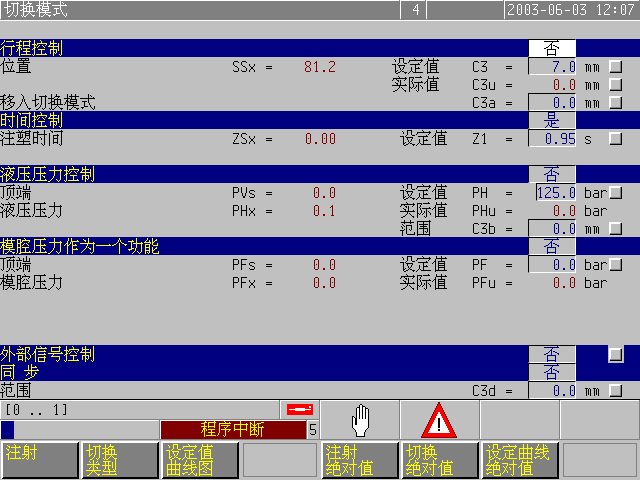 切换模式 4 2003-06-03 12:07
行程控制 否
位置 SSx = 81.2 设定值 C3 = 7.0 mm
实际值 C3u = 0.0 mm
移入切换模式 C3a = 0.0 mm
时间控制 是
注塑时间 ZSx = 0.00 设定值 Z1 = 0.95 s
液压压力控制 否
顶端 PVs = 0.0 设定值 PH = 125.0 bar
液压压力 PHx = 0.1 实际值 PHu = 0.0 bar
范围 C3b = 0.0 mm
模腔压力作为一个功能 否
顶端 PFs = 0.0 设定值 PF = 0.0 bar
模腔压力 PFx = 0.0 实际值 PFu = 0.0 bar
外部信号控制 否
同 步 否
范围 C3d = 0.0 mm
[0 .. 1]
程序中断 5
注射 切换类型 设定值曲线图 注射绝对值 切换绝对值 设定曲线绝对值